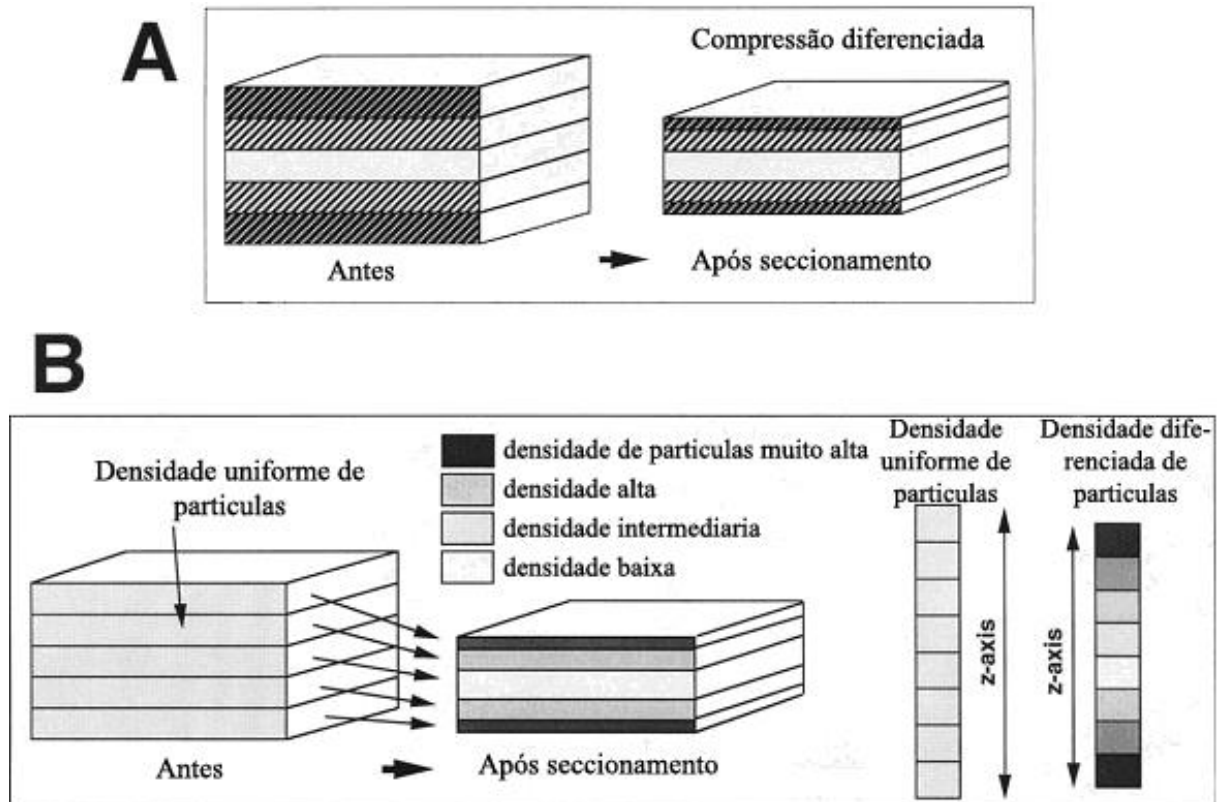 A
Compressão diferenciada
Antes
Após seccionamento
B
Densidade uniforme de
particulas
densidade de particulas muito alta
densidade alta
densidade intermediaria
densidade baixa
Antes
Após seccionamento
Densidade
uniforme de
particulas
z-axis
Densidade dife-
renciada de
particulas
z-axis